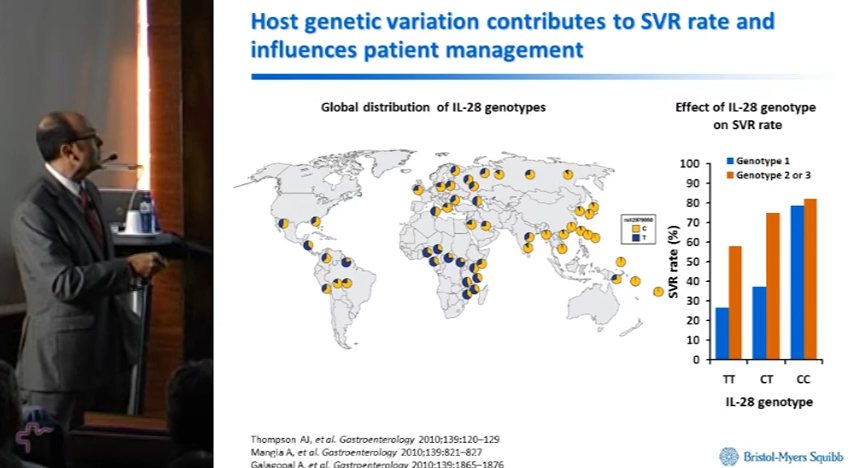 Host genetic variation contributes to SVR rate and
influences patient management
Global distribution of IL-28 genotypes
Effect of IL-28 genotype
on SVR rate
Genotype 1
Genotype 2 or 3
SVR rate (%)
100
90
80
70
60
50
40
30
20
10
0
TT CT CC
IL-28 genotype
C
T
Thompson AJ, et al. Gastroenterology 2010;139:120–129
Mangia A, et al. Gastroenterology 2010;139:821–827
Galagopal A, et al. Gastroenterology 2010;139:1865–1876
Bristol-Myers Squibb